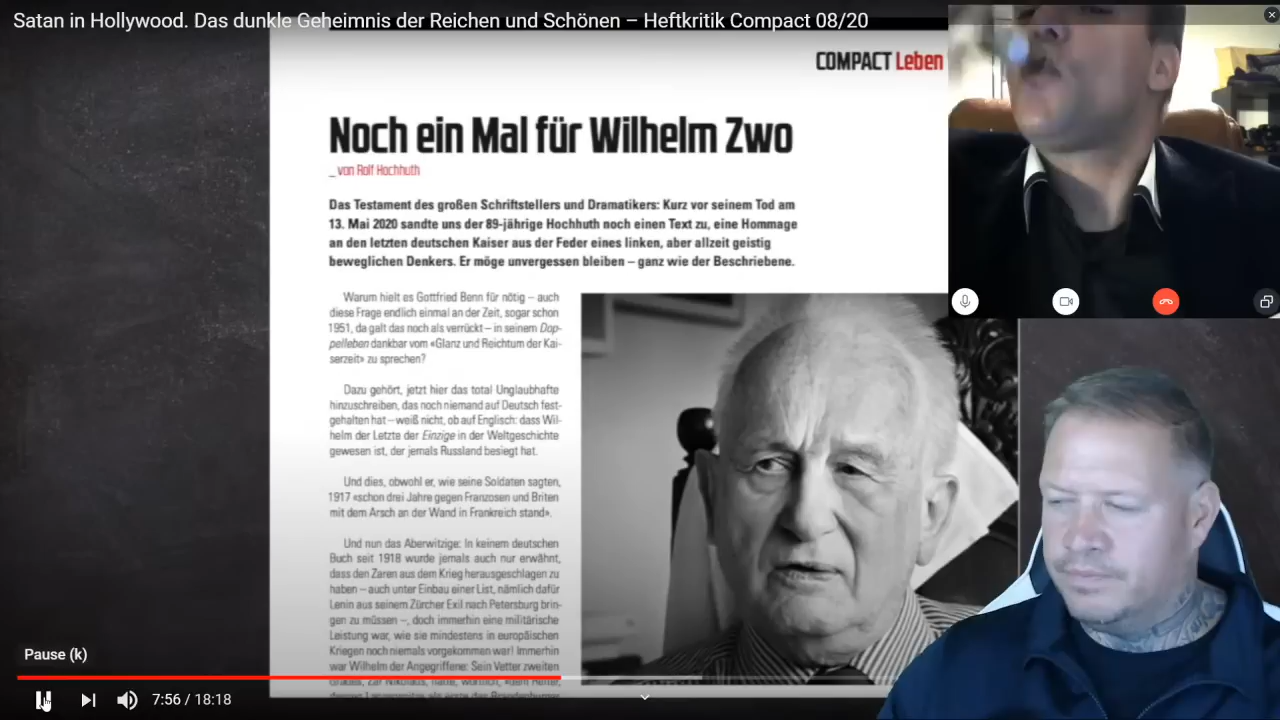 Satan in Hollywood. Das dunkle Geheimnis der Reichen und Schönen – Heftkritik Compact 08/20
COMPACT Leben
Noch ein Mal für Wilhelm Zwo
_von Rolf Hochhuth
Das Testament des großen Schriftstellers und Dramatikers: Kurz vor seinem Tod am
13. Mai 2020 sandte uns der 89-jährige Hochhuth noch einen Text zu, eine Hommage
an den letzten deutschen Kaiser aus der Feder eines linken, aber allzeit geistig
beweglichen Denkers. Er möge unvergessen bleiben – ganz wie der Beschriebene.
Warum hielt es Gottfried Benn für nötig – auch
diese Frage endlich einmal an der Zeit, sogar schon
1951, da galt das noch als verrückt – in seinem Dop-
pelleben dankbar vom «Glanz und Reichtum der Kai-
serzeit» zu sprechen?
Dazu gehört, jetzt hier das total Unglaubhafte
hinzuschreiben, das noch niemand auf Deutsch fest-
gehalten hat – weiß nicht, ob auf Englisch: dass Wil-
helm der Letzte der Einzige in der Weltgeschichte
gewesen ist, der jemals Russland besiegt hat.
Und dies, obwohl er, wie seine Soldaten sagten,
1917 «schon drei Jahre gegen Franzosen und Briten
mit dem Arsch an der Wand in Frankreich stand».
Und nun das Aberwitzige: In keinem deutschen
Buch seit 1918 wurde jemals auch nur erwähnt,
dass den Zaren aus dem Krieg herausgeschlagen zu
haben – auch unter Einbau einer List, nämlich dafür
Lenin aus seinem Zürcher Exil nach Petersburg brin-
gen zu müssen –, doch immerhin eine militärische
Leistung war, wie sie mindestens in europäischen
Kriegen noch niemals vorgekommen war! Immerhin
war Wilhelm der Angegriffene: Sein Vetter zweiten
Grades, Zar Nikolaus, hatte, wörtlich,
Pause (k)
7:56 / 18:18